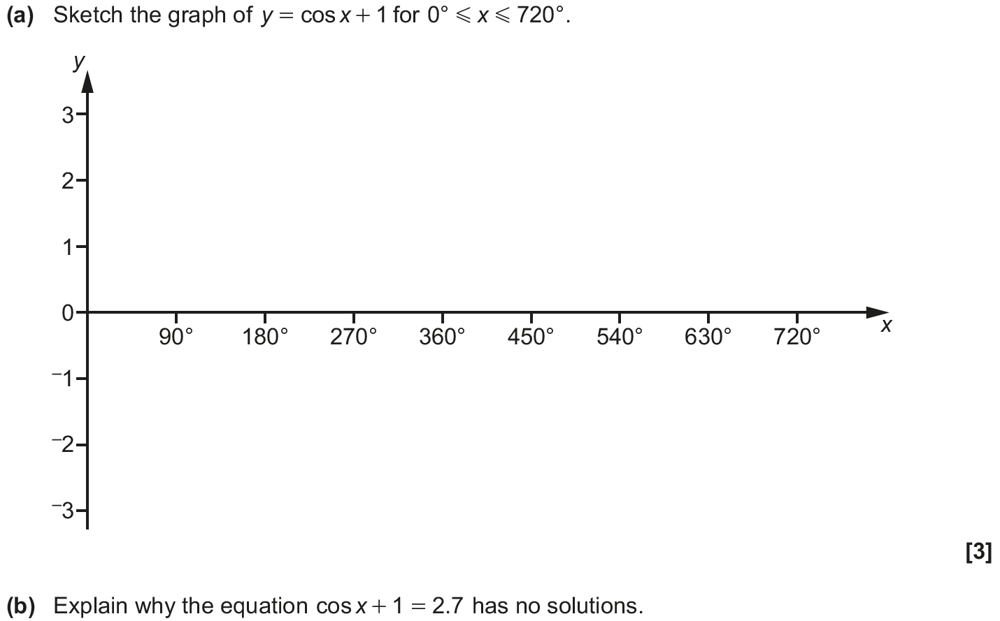 (a) Sketch the graph of y = cos x + 1 for 0° ⩽ x ⩽ 720°.
y
3
2
1
0
90° 180° 270° 360° 450° 540° 630° 720° x
−1
−2
−3
[3]
(b) Explain why the equation cos x + 1 = 2.7 has no solutions.